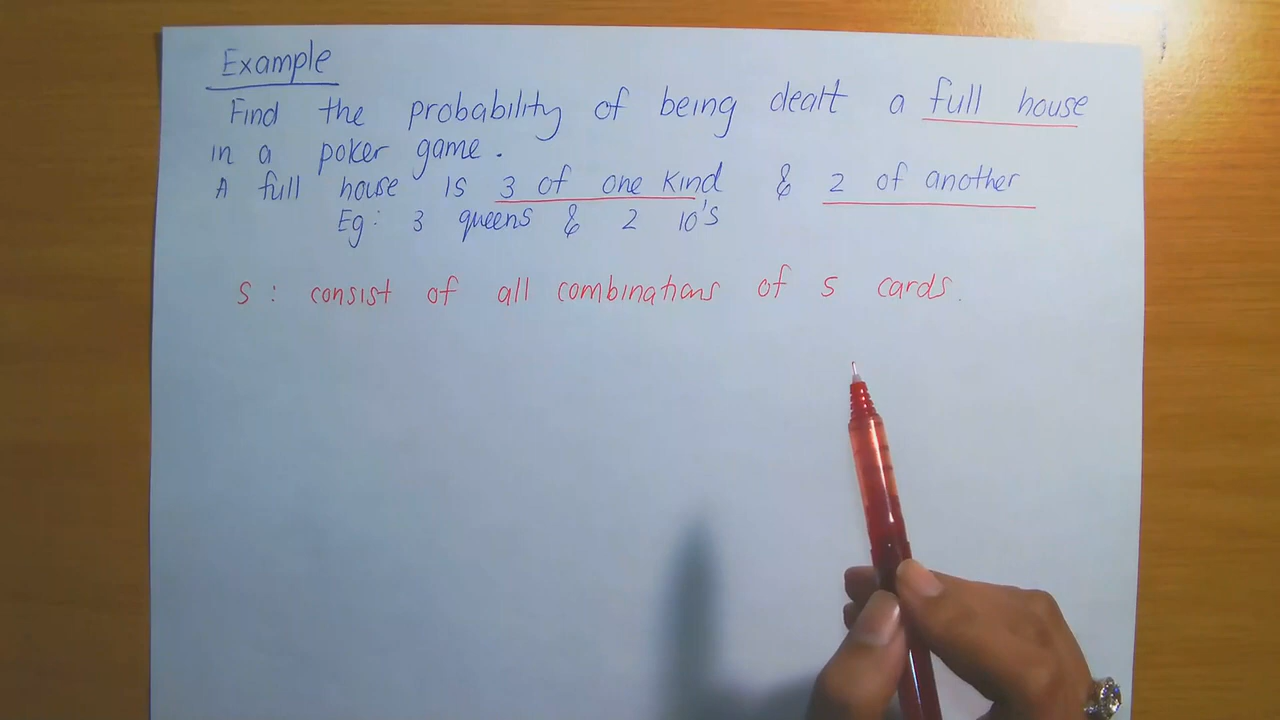 Example
Find the probability of being dealt a full house
in a poker game.
A full house is 3 of one kind & 2 of another
Eg: 3 queens & 2 10's
S: consist of all combinations of 5 cards.